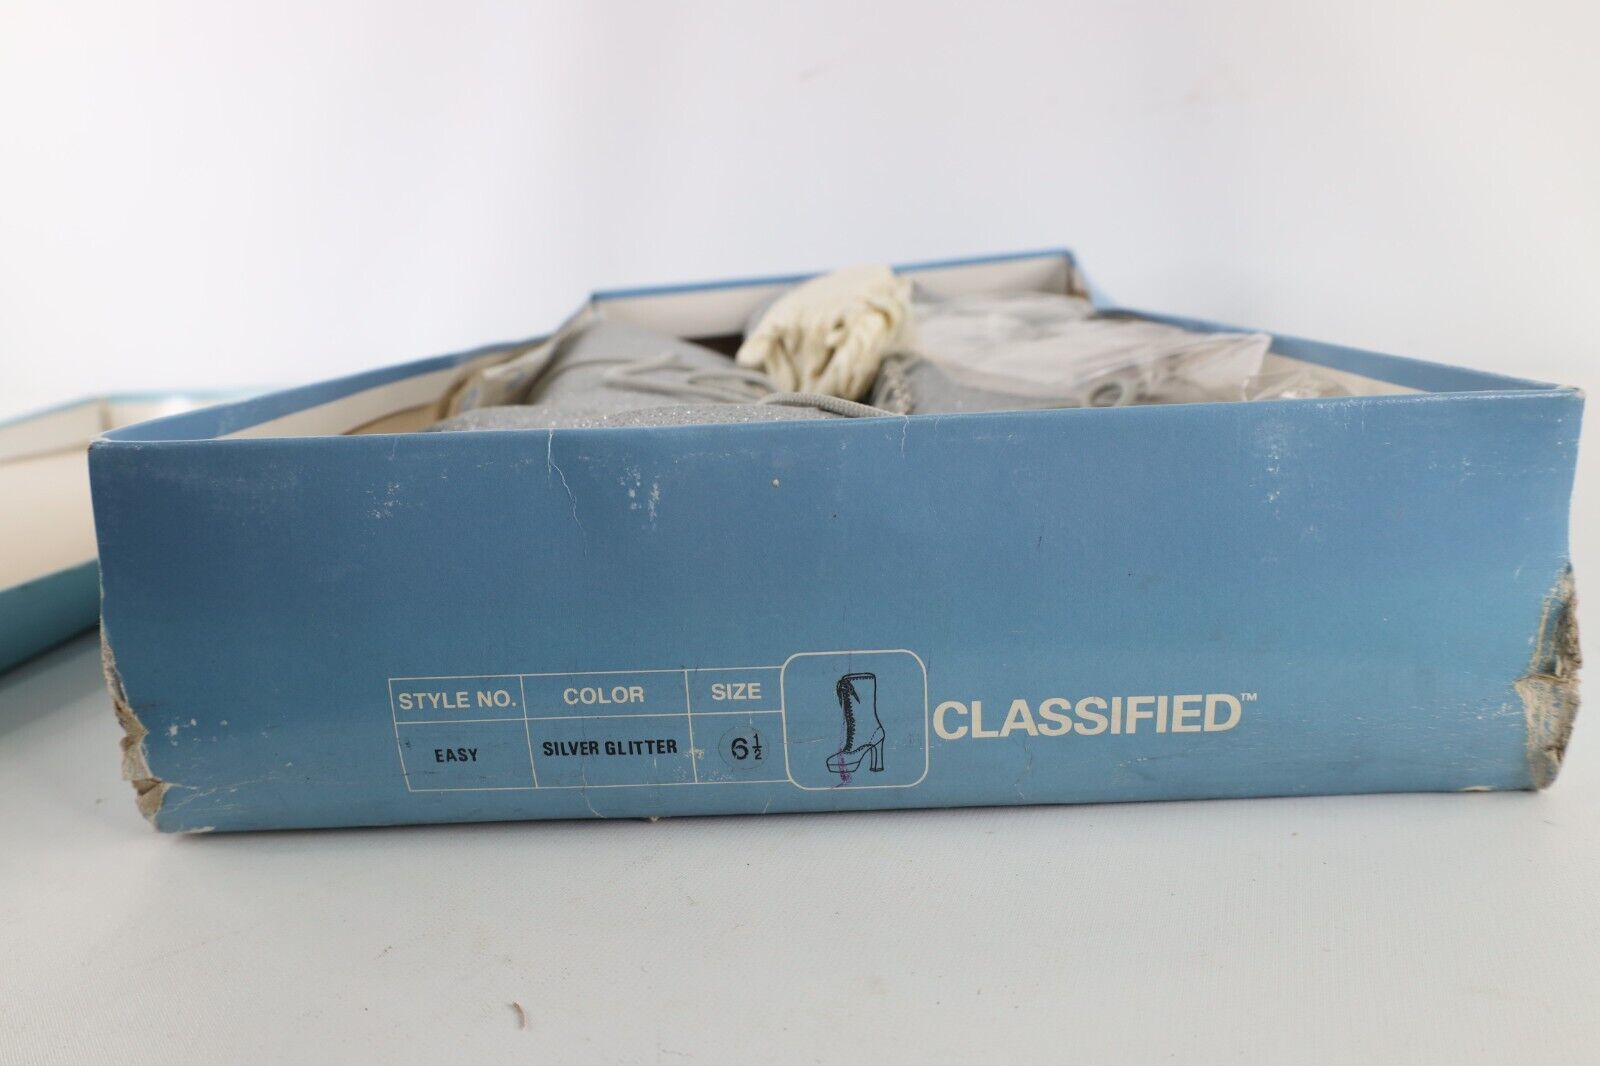 STYLE NO. COLOR SIZE
EASY SILVER GLITTER 6½
CLASSIFIED™